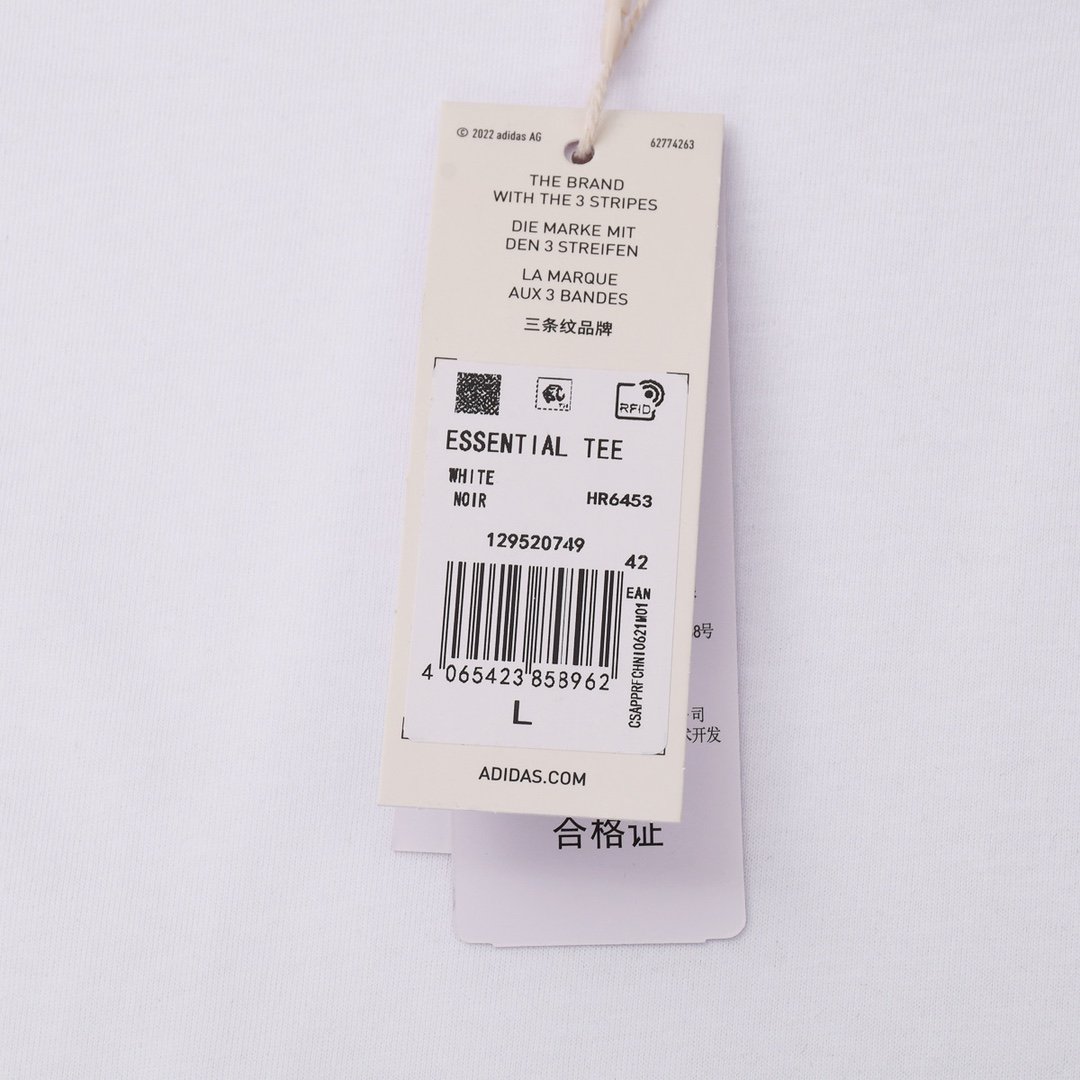 © 2022 adidas AG
62774263
THE BRAND
WITH THE 3 STRIPES
DIE MARKE MIT
DEN 3 STREIFEN
LA MARQUE
AUX 3 BANDES
三条纹品牌
RFID
ESSENTIAL TEE
WHITE
NOIR
HR6453
129520749
42
EAN
CSAPPRFCHNI0621M01
4 065423 858962
L
ADIDAS.COM
8号
司
术开发
合格证